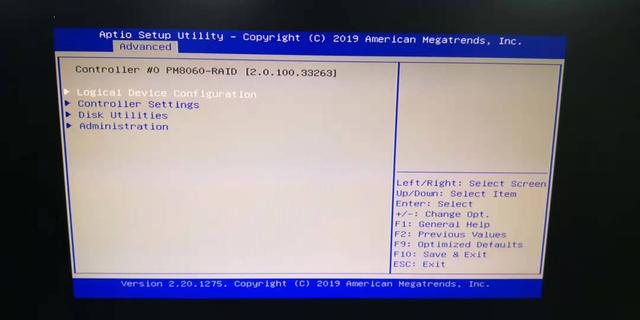 Aptio Setup Utility – Copyright (C) 2019 American Megatrends, Inc.
Advanced
Controller #0 PM8060-RAID [2.0.100.33263]
Logical Device Configuration
Controller Settings
Disk Utilities
Administration
Left/Right: Select Screen
Up/Down: Select Item
Enter: Select
+/-: Change Opt.
F1: General Help
F2: Previous Values
F9: Optimized Defaults
F10: Save & Exit
ESC: Exit
Version 2.20.1275. Copyright (C) 2019 American Megatrends, Inc.